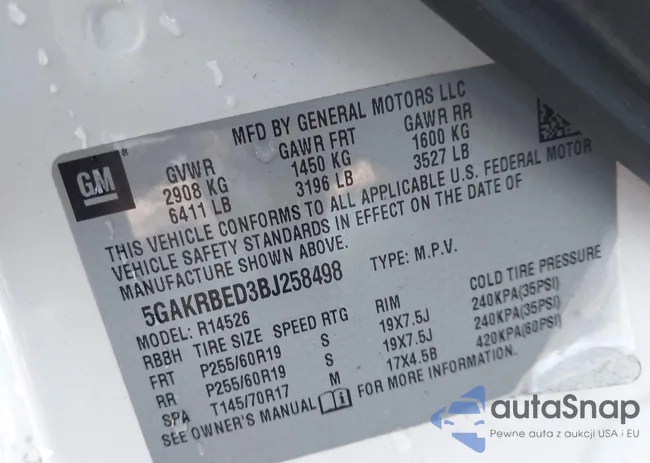 MFD BY GENERAL MOTORS LLC
GM
GVWR GAWR FRT GAWR RR
2908 KG 1450 KG 1600 KG
6411 LB 3196 LB 3527 LB
THIS VEHICLE CONFORMS TO ALL APPLICABLE U.S. FEDERAL MOTOR
VEHICLE SAFETY STANDARDS IN EFFECT ON THE DATE OF
MANUFACTURE SHOWN ABOVE.
5GAKRBED3BJ258498 TYPE: M.P.V.
MODEL: R14526
RBBH TIRE SIZE SPEED RTG RIM COLD TIRE PRESSURE
FRT P255/60R19 S 19X7.5J 240KPA(35PSI)
RR P255/60R19 S 19X7.5J 240KPA(35PSI)
SPA T145/70R17 M 17X4.5B 420KPA(60PSI)
SEE OWNER'S MANUAL FOR MORE INFORMATION.
autaSnap
Pewne auta z aukcji USA i EU